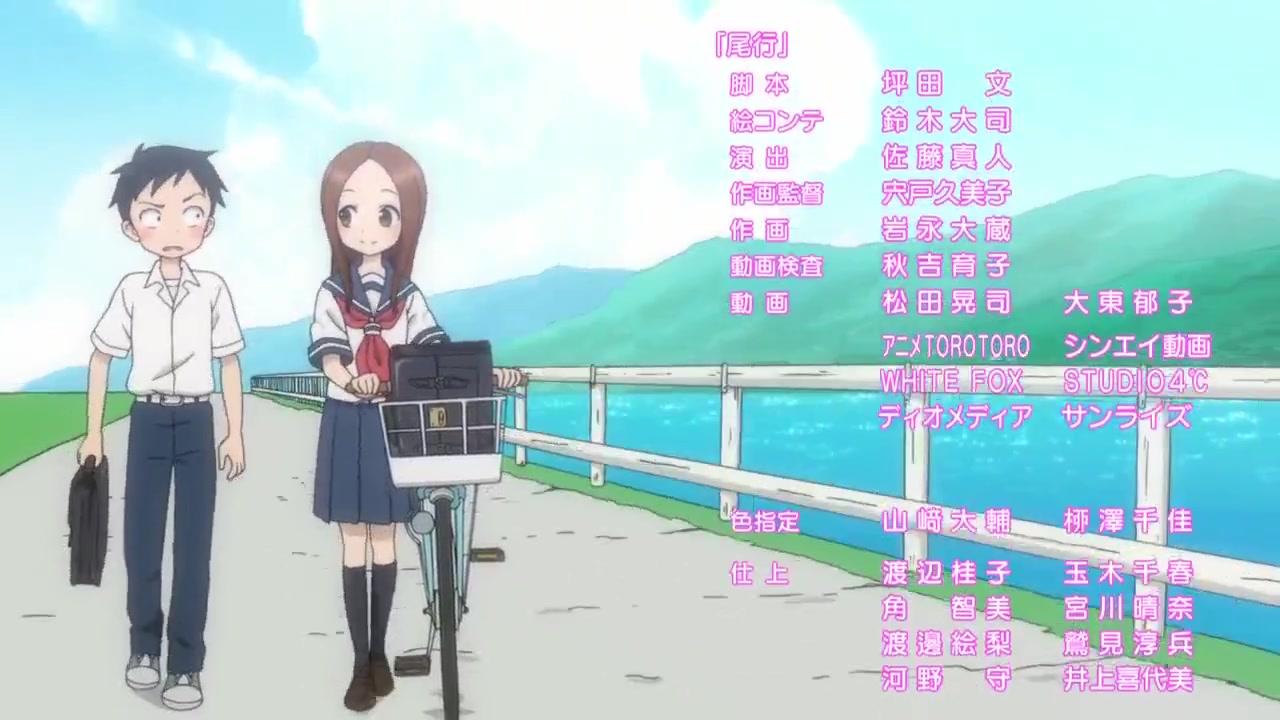 「尾行」
脚本 坪田 文
絵コンテ 鈴木大司
演出 佐藤真人
作画監督 宍戸久美子
作画 岩永大蔵
動画検査 秋吉育子
動画 松田晃司 大東郁子
アニメTOROTORO シンエイ動画
WHITE FOX STUDIO4℃
ディオメディア サンライズ
色指定 山﨑大輔 栁澤千佳
仕上 渡辺桂子 玉木千春
角 智美 宮川晴奈
渡邊絵梨 鷲見淳兵
河野 守 井上喜代美